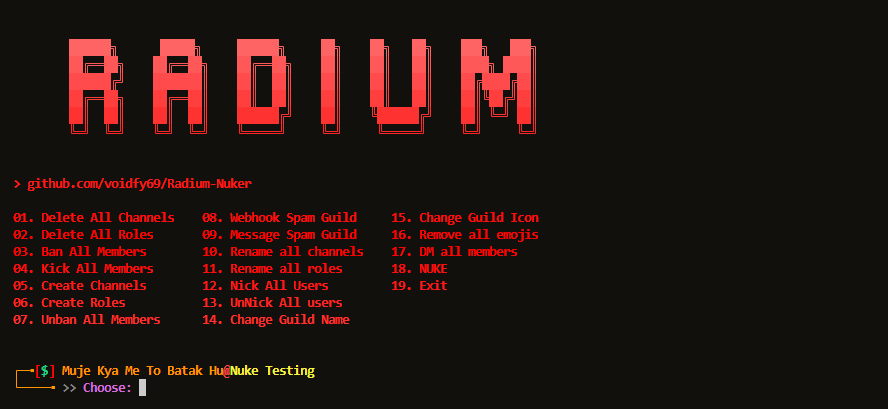 RADIUM
> github.com/voidfy69/Radium-Nuker
01. Delete All Channels 08. Webhook Spam Guild 15. Change Guild Icon
02. Delete All Roles 09. Message Spam Guild 16. Remove all emojis
03. Ban All Members 10. Rename all channels 17. DM all members
04. Kick All Members 11. Rename all roles 18. NUKE
05. Create Channels 12. Nick All Users 19. Exit
06. Create Roles 13. UnNick All users
07. Unban All Members 14. Change Guild Name
[$] Muje Kya Me To Batak Hu@Nuke Testing
>> Choose: